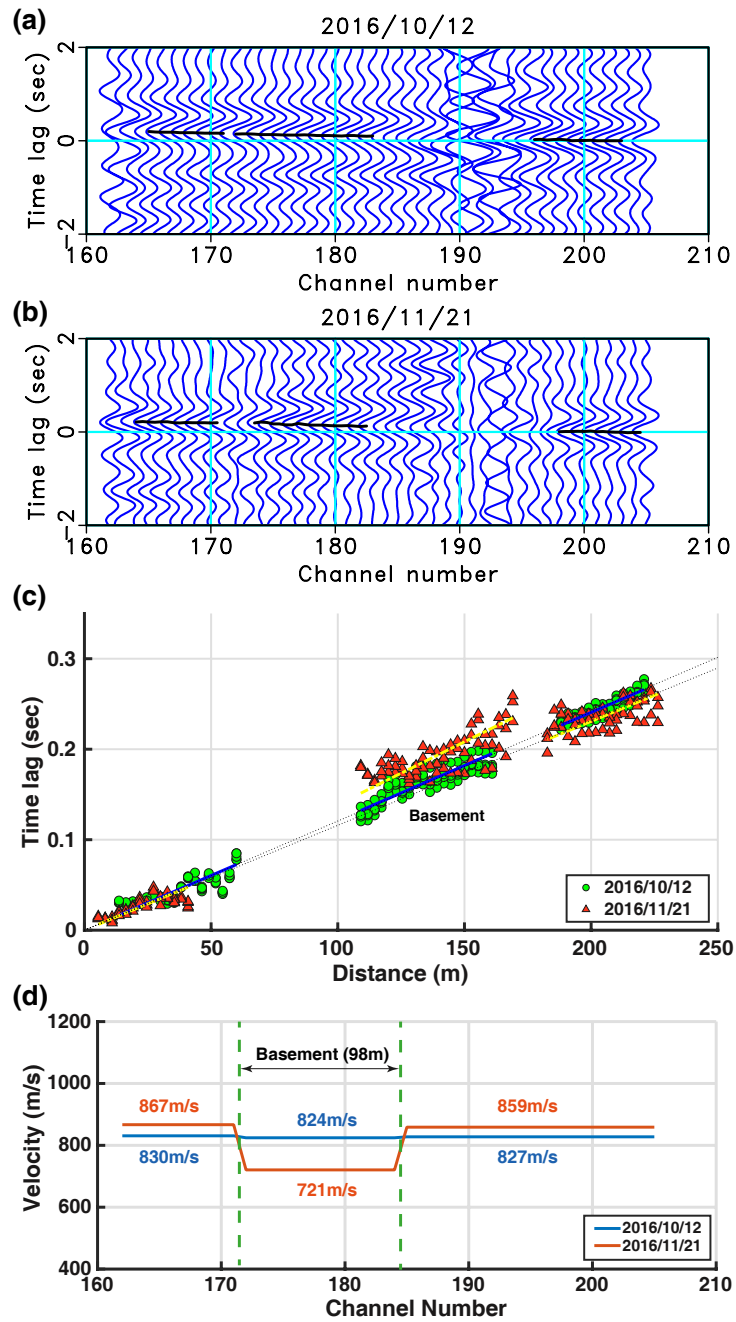 (a)
2016/10/12
2
0
−2
Time lag (sec)
160 170 180 190 200 210
Channel number
(b)
2016/11/21
2
0
−2
Time lag (sec)
160 170 180 190 200 210
Channel number
(c)
0.3
0.2
0.1
0
Time lag (sec)
Basement
2016/10/12
2016/11/21
0 50 100 150 200 250
Distance (m)
(d)
1200
1000
800
600
400
Velocity (m/s)
Basement (98m)
867m/s 824m/s 859m/s
830m/s 721m/s 827m/s
2016/10/12
2016/11/21
160 170 180 190 200 210
Channel Number